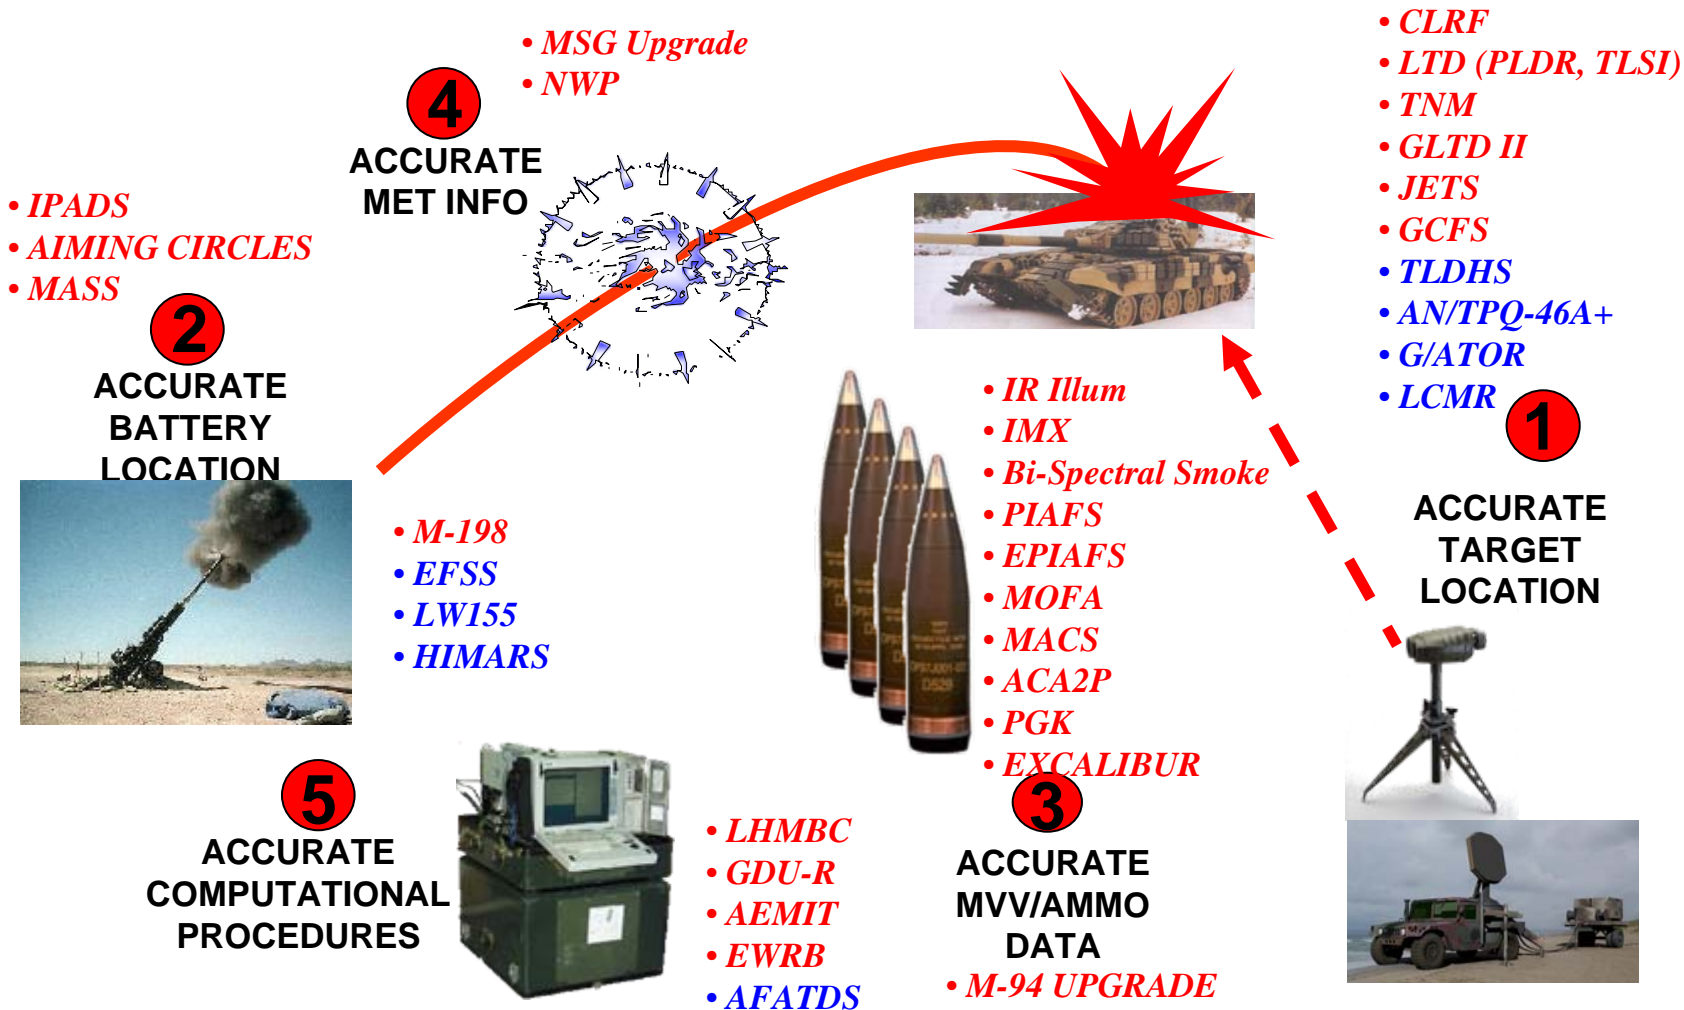 • MSG Upgrade
• NWP
4
ACCURATE
MET INFO
• IPADS
• AIMING CIRCLES
• MASS
2
ACCURATE
BATTERY
LOCATION
• M-198
• EFSS
• LW155
• HIMARS
• CLRF
• LTD (PLDR, TLSI)
• TNM
• GLTD II
• JETS
• GCFS
• TLDHS
• AN/TPQ-46A+
• G/ATOR
• LCMR
1
ACCURATE
TARGET
LOCATION
• IR Illum
• IMX
• Bi-Spectral Smoke
• PIAFS
• EPIAFS
• MOFA
• MACS
• ACA2P
• PGK
• EXCALIBUR
3
ACCURATE
MVV/AMMO
DATA
• M-94 UPGRADE
5
ACCURATE
COMPUTATIONAL
PROCEDURES
• LHMBC
• GDU-R
• AEMIT
• EWRB
• AFATDS